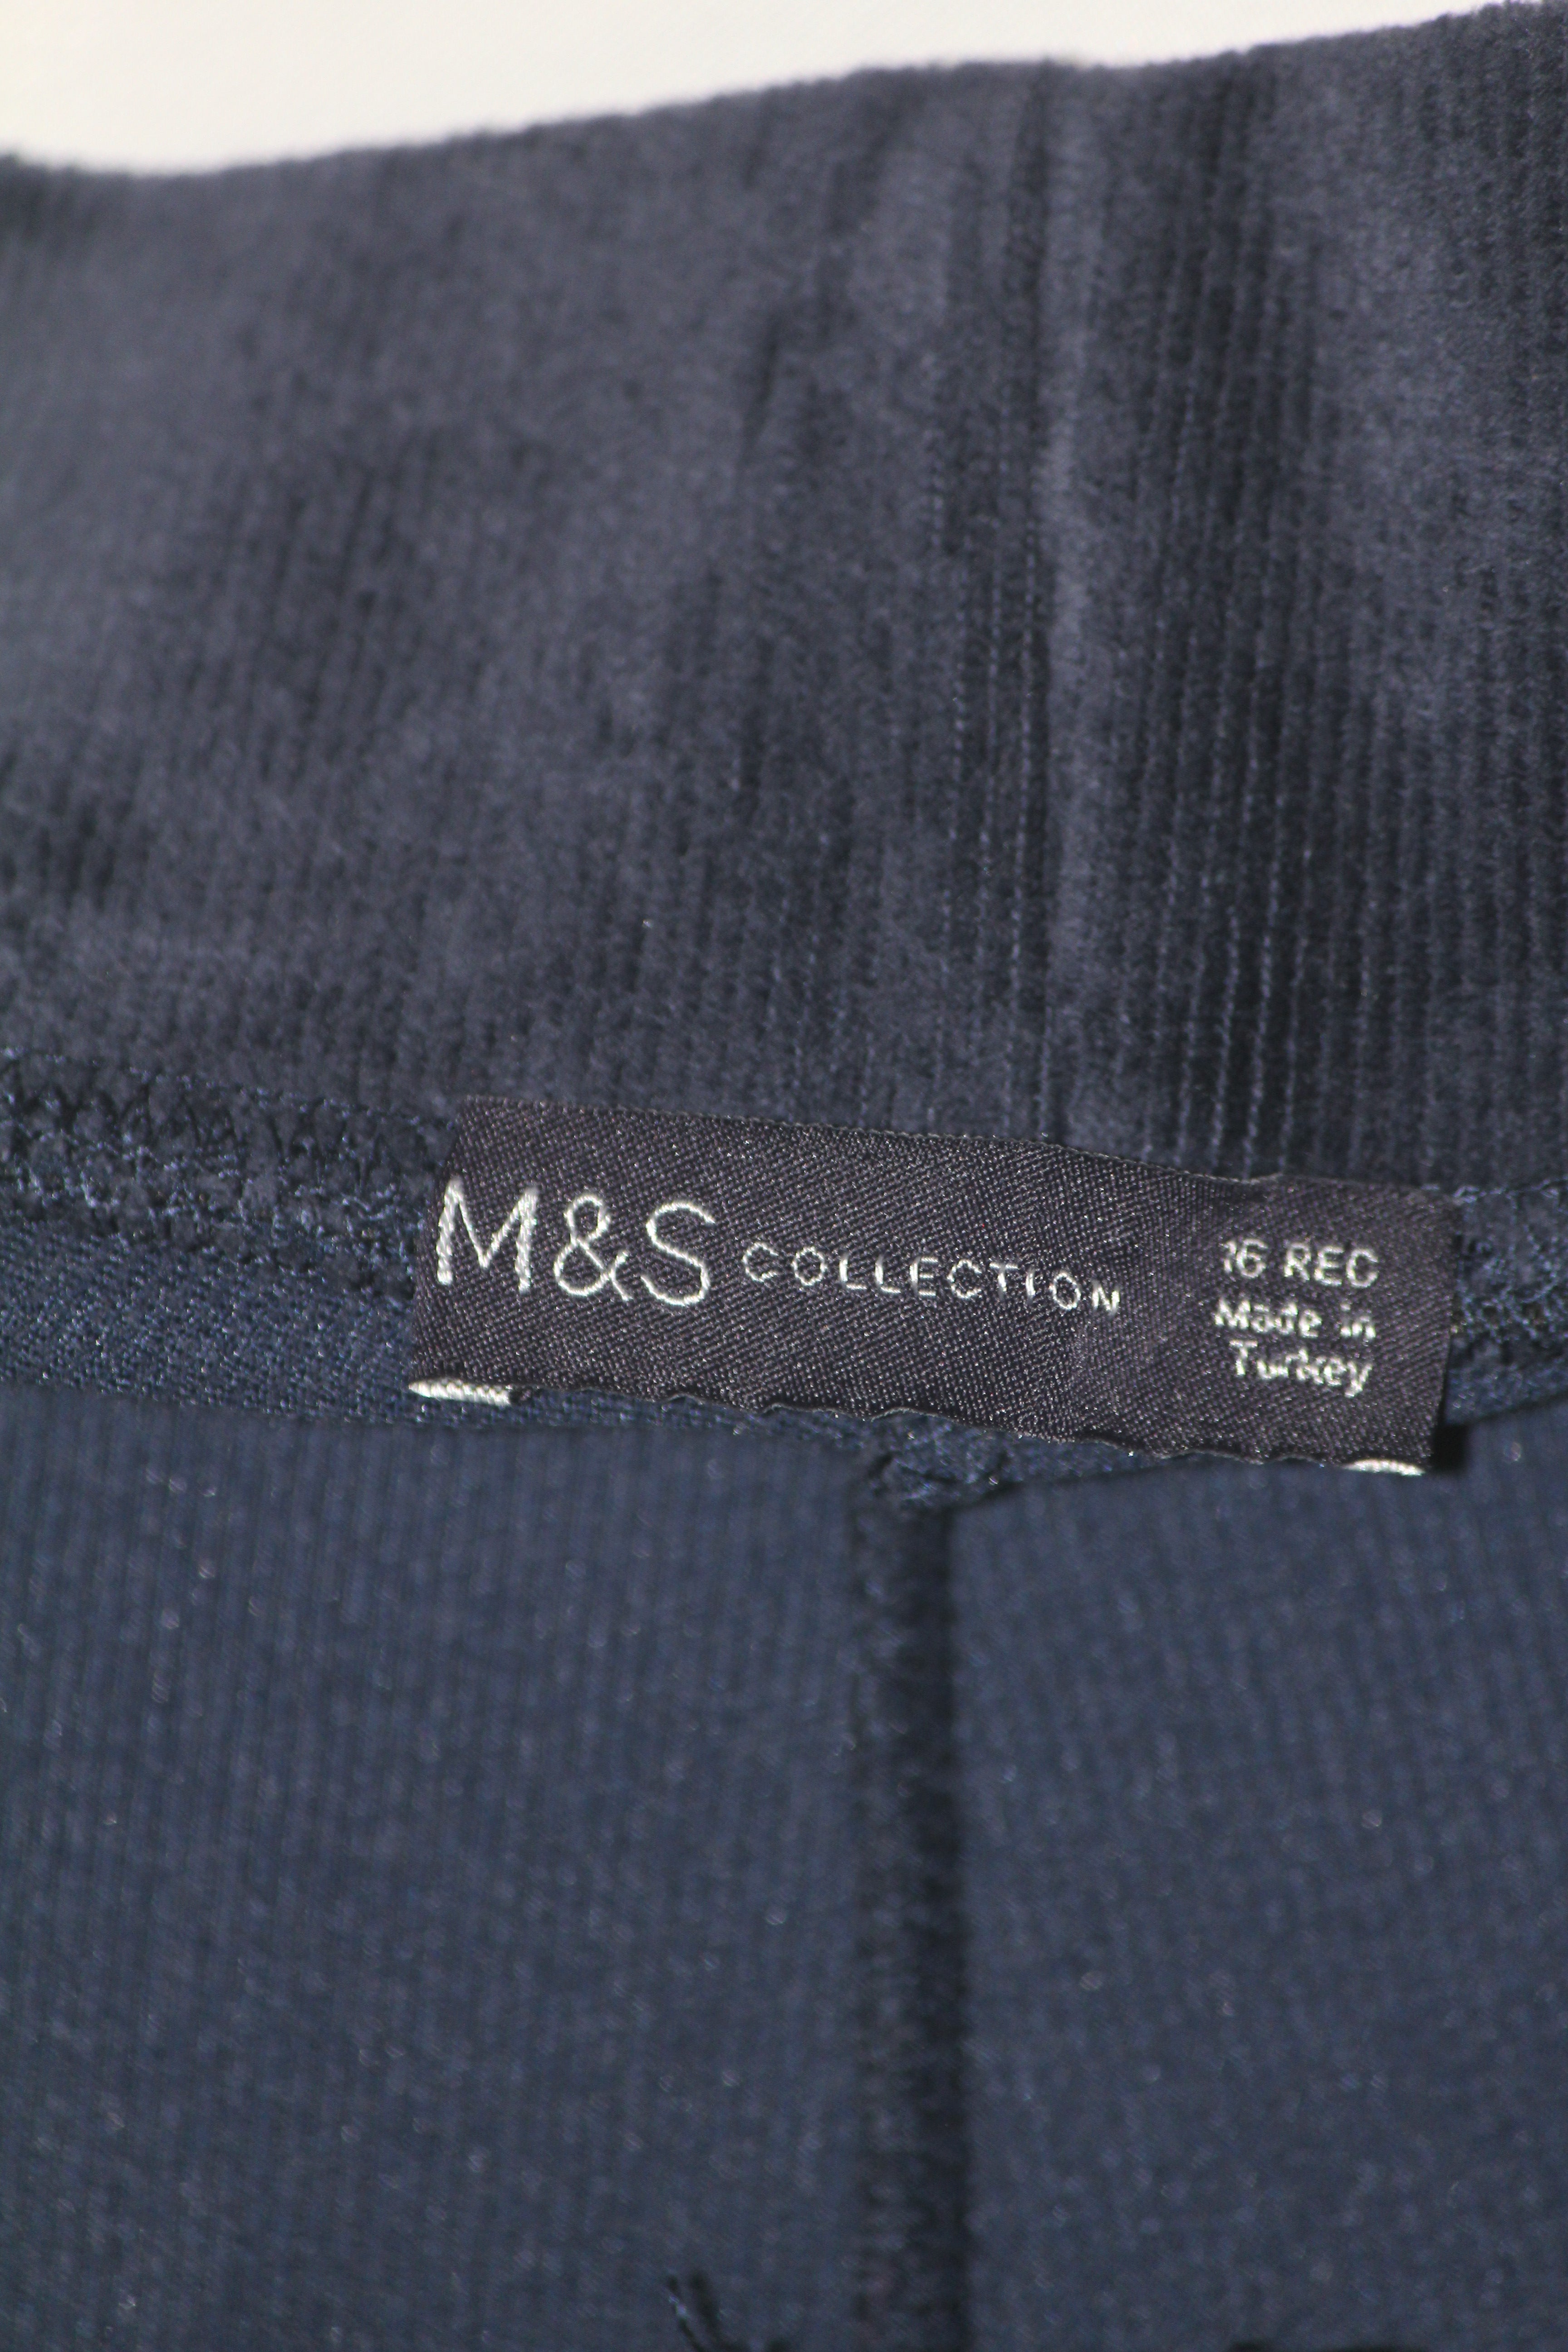 M&S COLLECTION
16 REG
Made in
Turkey